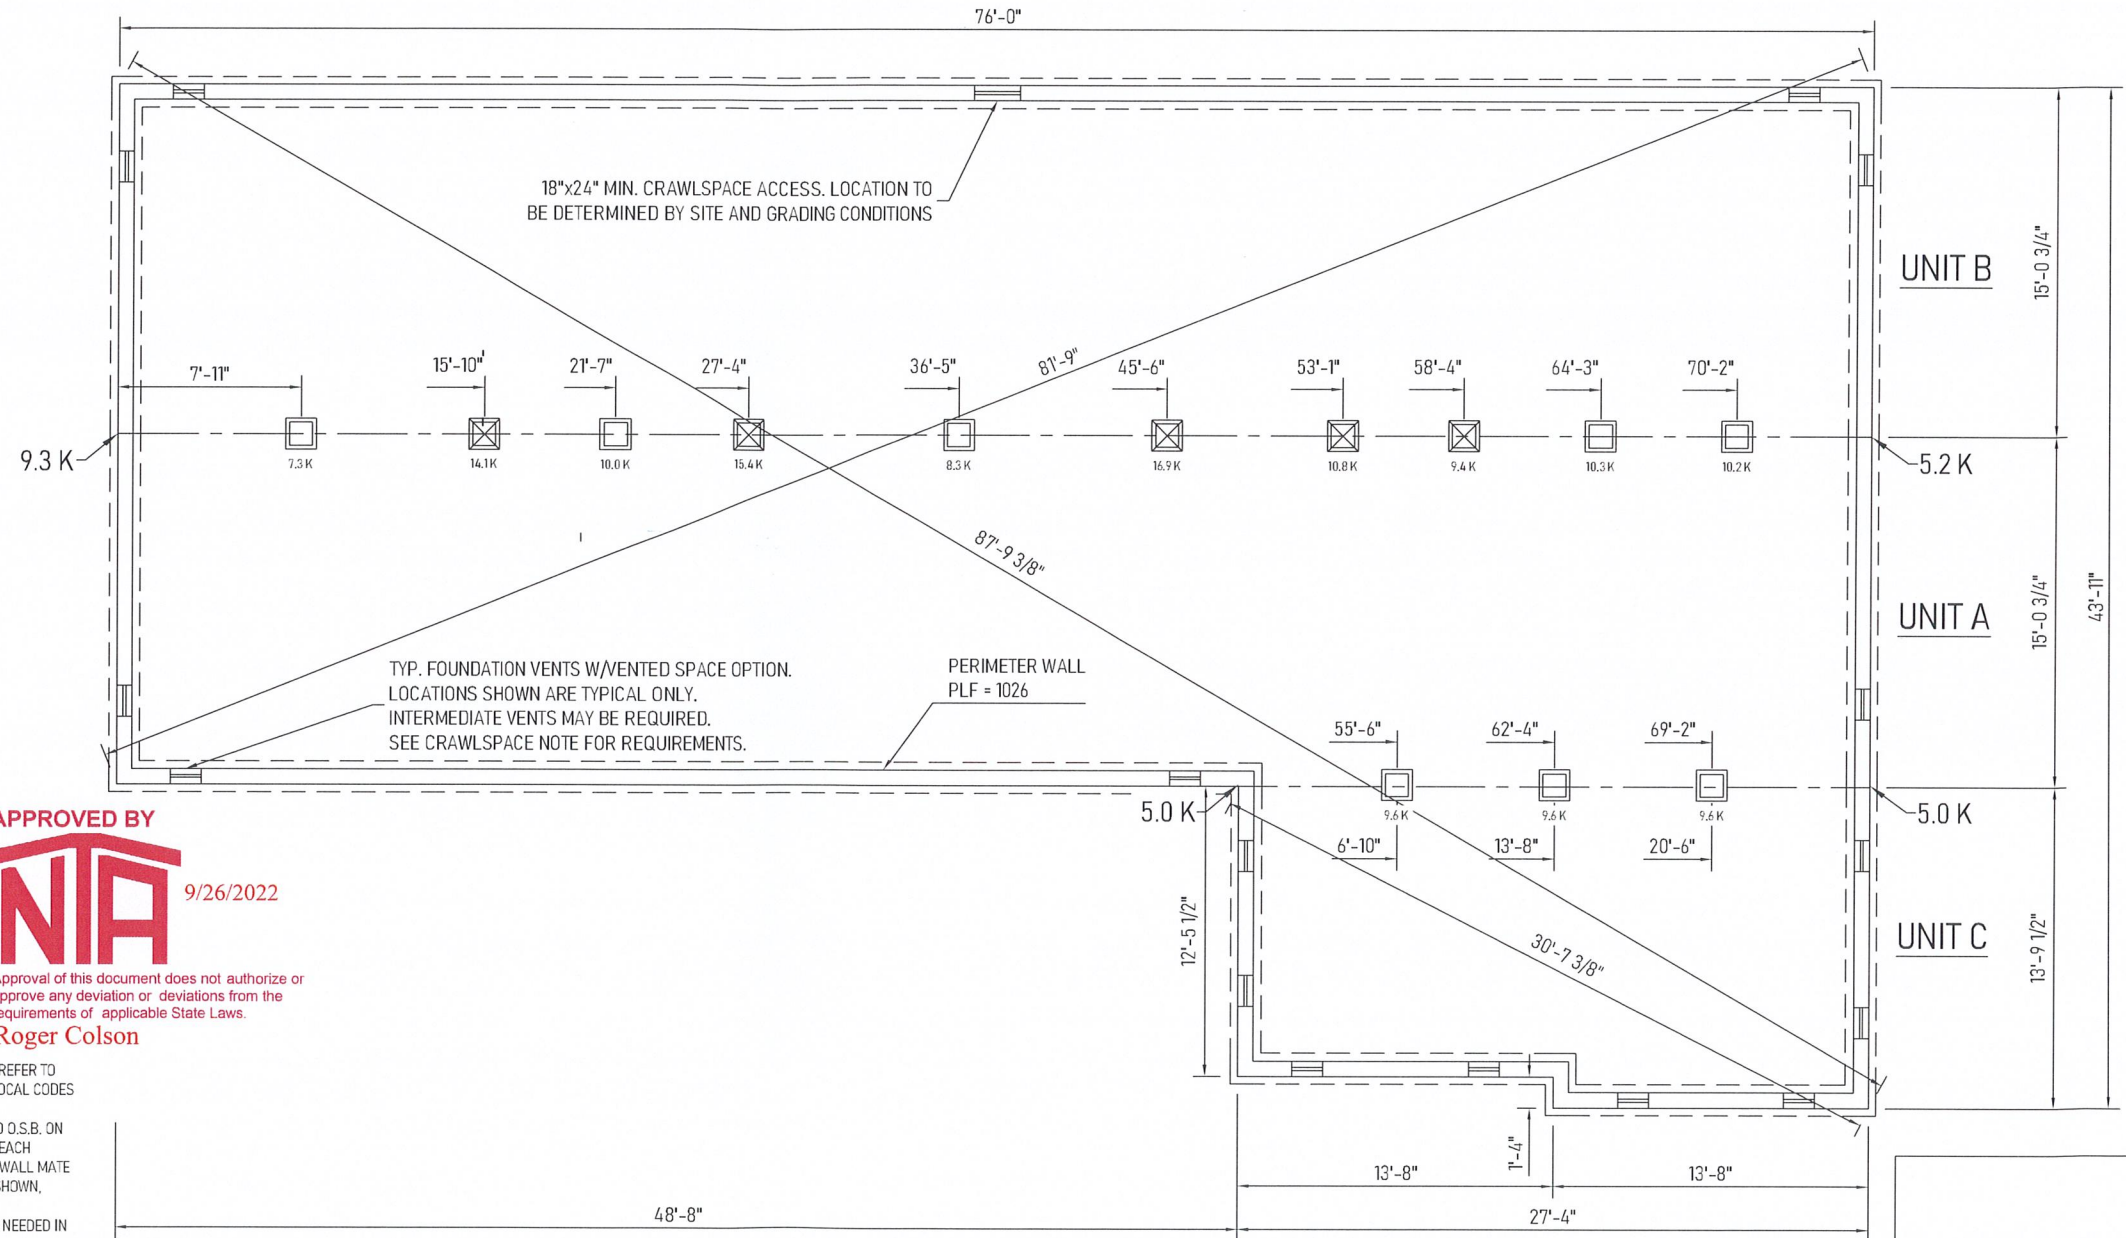 76'-0"
18"x24" MIN. CRAWLSPACE ACCESS. LOCATION TO
BE DETERMINED BY SITE AND GRADING CONDITIONS
UNIT B
15'-0 3/4"
7'-11"
15'-10"
21'-7"
27'-4"
36'-5"
81'-9"
45'-6"
53'-1"
58'-4"
64'-3"
70'-2"
9.3 K
7.3 K
14.1 K
10.0 K
15.4 K
8.3 K
16.9 K
10.8 K
9.4 K
10.3 K
10.2 K
5.2 K
87'-9 3/8"
UNIT A
15'-0 3/4"
43'-11"
TYP. FOUNDATION VENTS W/VENTED SPACE OPTION.
LOCATIONS SHOWN ARE TYPICAL ONLY.
INTERMEDIATE VENTS MAY BE REQUIRED.
SEE CRAWLSPACE NOTE FOR REQUIREMENTS.
PERIMETER WALL
PLF = 1026
55'-6"
62'-4"
69'-2"
5.0 K
9.6 K
9.6 K
9.6 K
5.0 K
6'-10"
13'-8"
20'-6"
12'-5 1/2"
30'-7 3/8"
UNIT C
13'-9 1/2"
APPROVED BY
NTA
9/26/2022
Approval of this document does not authorize or
approve any deviation or deviations from the
requirements of applicable State Laws.
Roger Colson
REFER TO
OCAL CODES
O.S.B. ON
EACH
WALL MATE
SHOWN,
NEEDED IN
1'-4"
13'-8"
13'-8"
48'-8"
27'-4"